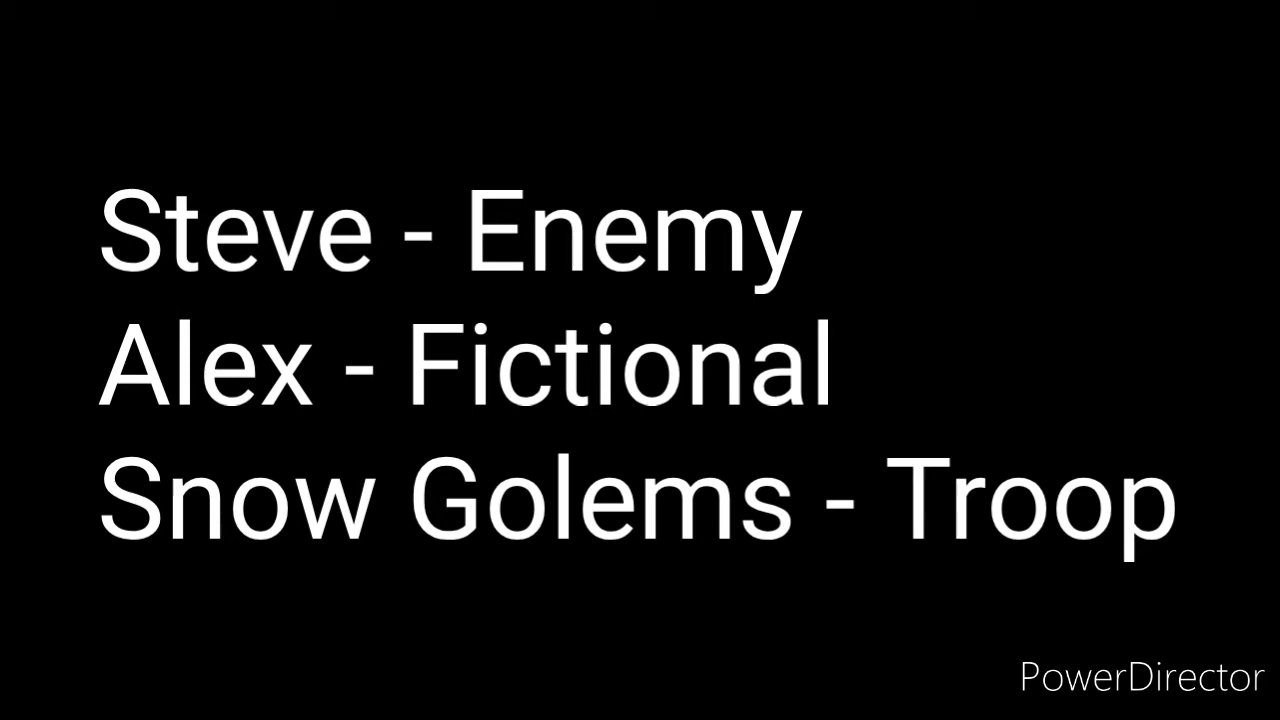 Steve - Enemy
Alex - Fictional
Snow Golems - Troop
PowerDirector